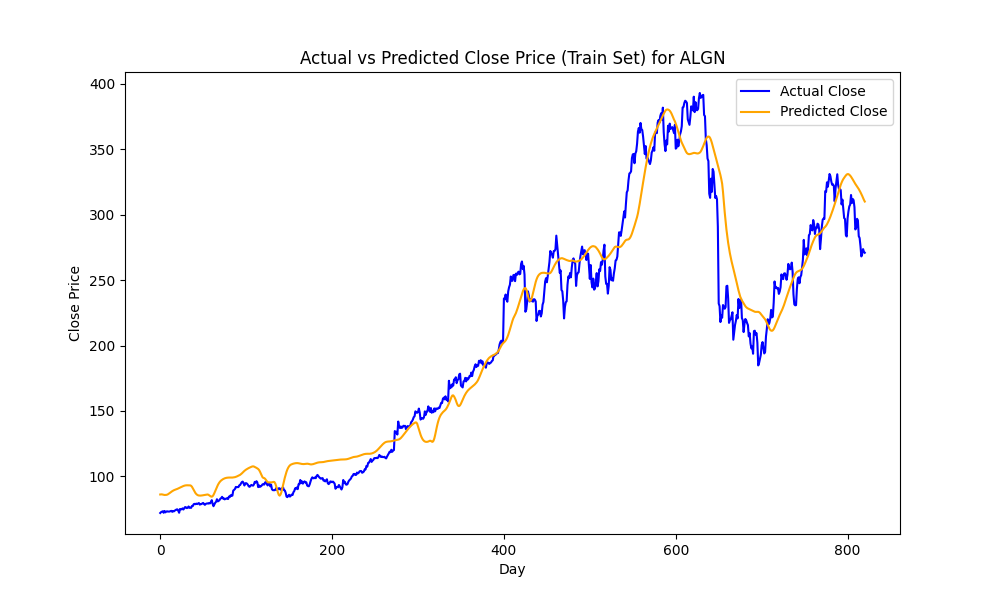 Actual vs Predicted Close Price (Train Set) for ALGN
Actual Close
Predicted Close
Close Price
400
350
300
250
200
150
100
0 200 400 600 800
Day